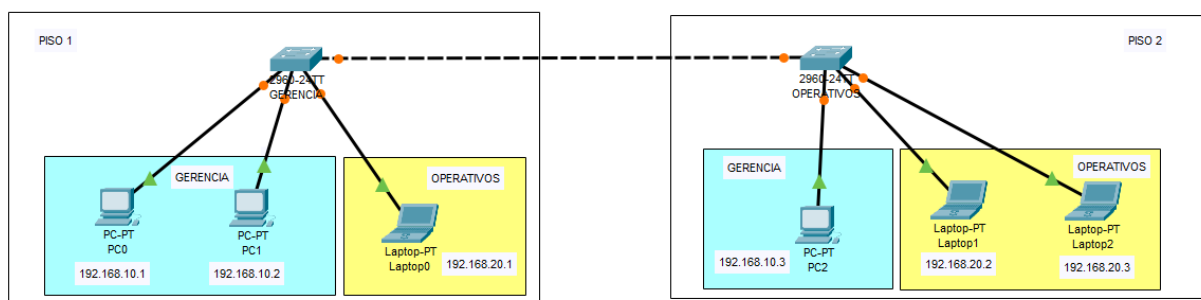 PISO 1
2960-24TT
GERENCIA
GERENCIA
OPERATIVOS
PC-PT
PC0
PC-PT
PC1
Laptop-PT
Laptop0
192.168.10.1
192.168.10.2
192.168.20.1
PISO 2
2960-24TT
OPERATIVOS
GERENCIA
OPERATIVOS
PC-PT
PC2
Laptop-PT
Laptop1
Laptop-PT
Laptop2
192.168.10.3
192.168.20.2
192.168.20.3